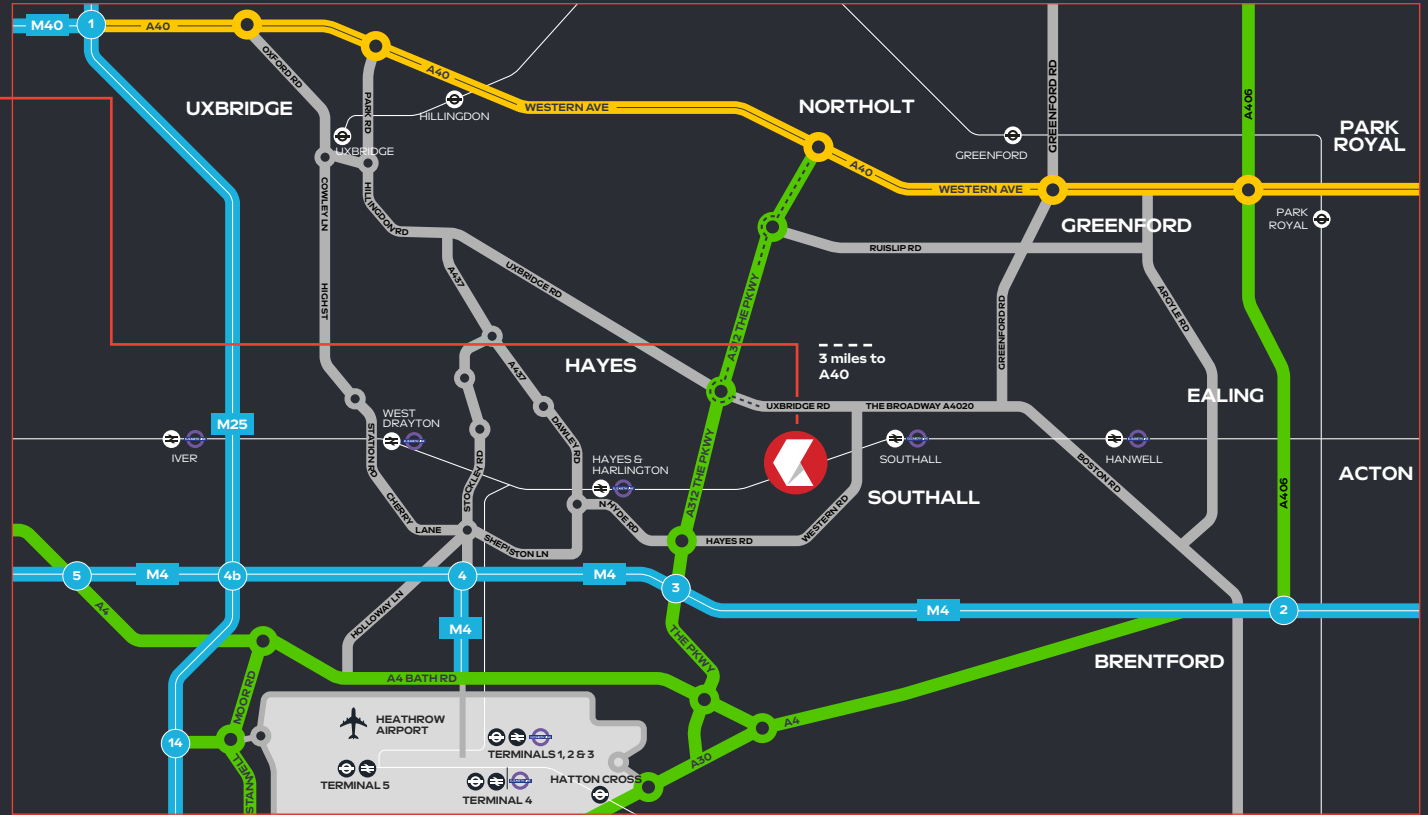 M40
1
A40
OXFORD RD
UXBRIDGE
PARK RD
A40
HILLINGDON
UXBRIDGE
WESTERN AVE
NORTHOLT
A40
WESTERN AVE
GREENFORD RD
GREENFORD
A406
PARK
ROYAL
PARK
ROYAL
GREENFORD
COWLEY LN
HILLINGDON RD
HIGH ST
A437
UXBRIDGE RD
RUISLIP RD
A312 THE PKWY
GREENFORD RD
ARGYLE RD
HAYES
A437
3 miles to
A40
EALING
M25
UXBRIDGE RD
THE BROADWAY A4020
IVER
WEST
DRAYTON
STATION RD
STOCKLEY RD
DAWLEY RD
HAYES &
HARLINGTON
A312 THE PKWY
SOUTHALL
HANWELL
BOSTON RD
ACTON
SOUTHALL
A406
CHERRY
LANE
SHEPISTON LN
N HYDE RD
HAYES RD
WESTERN RD
5
M4
4b
4
M4
3
M4
2
A4
HOLLOWAY LN
M4
THE PKWY
BRENTFORD
MOOR RD
A4 BATH RD
HEATHROW
AIRPORT
14
STANWELL
TERMINALS 1, 2 & 3
TERMINAL 5
TERMINAL 4
HATTON CROSS
A30
A4